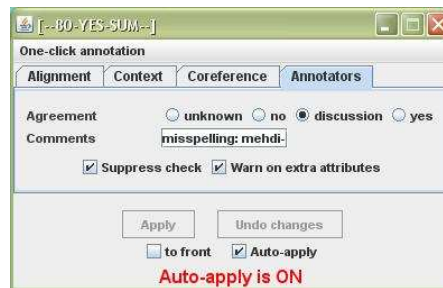 [--80-YES-SUM--]
One-click annotation
Alignment Context Coreference Annotators
Agreement unknown no discussion yes
Comments misspelling: mehdi-
Suppress check Warn on extra attributes
Apply Undo changes
to front Auto-apply
Auto-apply is ON